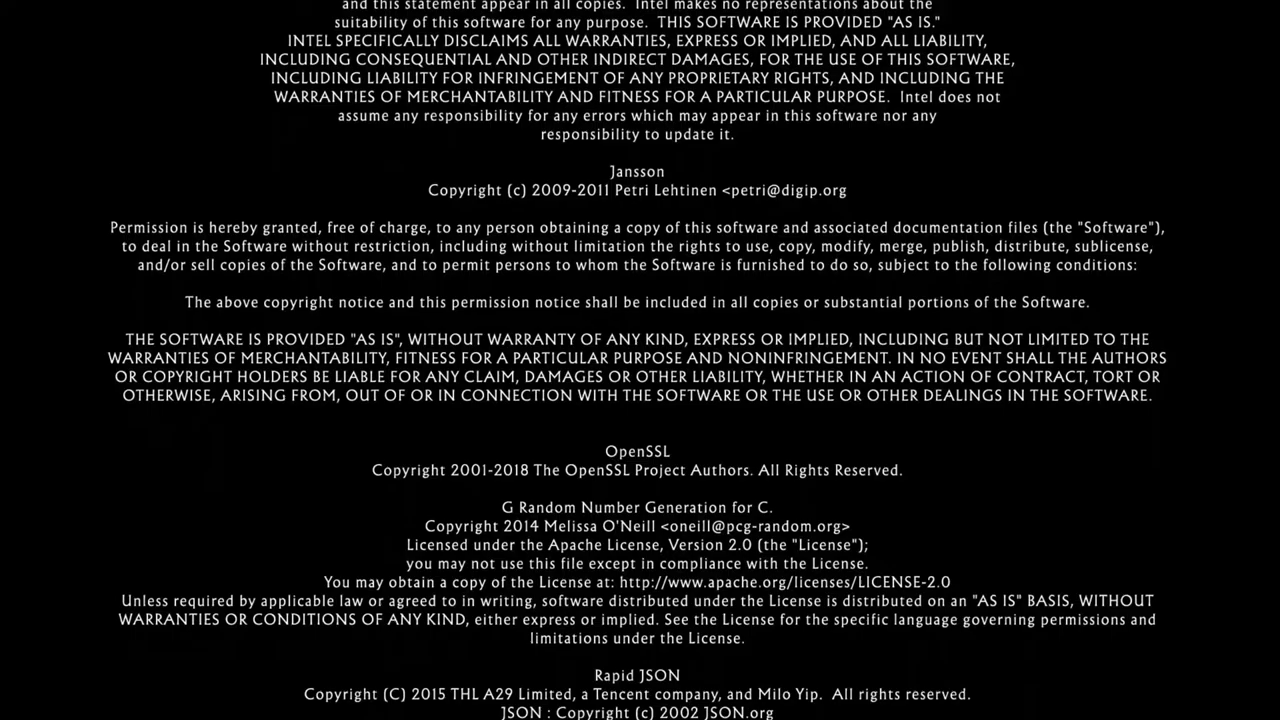 and this statement appear in all copies.  Intel makes no representations about the
suitability of this software for any purpose.  THIS SOFTWARE IS PROVIDED "AS IS."
INTEL SPECIFICALLY DISCLAIMS ALL WARRANTIES, EXPRESS OR IMPLIED, AND ALL LIABILITY,
INCLUDING CONSEQUENTIAL AND OTHER INDIRECT DAMAGES, FOR THE USE OF THIS SOFTWARE,
INCLUDING LIABILITY FOR INFRINGEMENT OF ANY PROPRIETARY RIGHTS, AND INCLUDING THE
WARRANTIES OF MERCHANTABILITY AND FITNESS FOR A PARTICULAR PURPOSE.  Intel does not
assume any responsibility for any errors which may appear in this software nor any
responsibility to update it.
Jansson
Copyright (c) 2009-2011 Petri Lehtinen <petri@digip.org
Permission is hereby granted, free of charge, to any person obtaining a copy of this software and associated documentation files (the "Software"),
to deal in the Software without restriction, including without limitation the rights to use, copy, modify, merge, publish, distribute, sublicense,
and/or sell copies of the Software, and to permit persons to whom the Software is furnished to do so, subject to the following conditions:
The above copyright notice and this permission notice shall be included in all copies or substantial portions of the Software.
THE SOFTWARE IS PROVIDED "AS IS", WITHOUT WARRANTY OF ANY KIND, EXPRESS OR IMPLIED, INCLUDING BUT NOT LIMITED TO THE
WARRANTIES OF MERCHANTABILITY, FITNESS FOR A PARTICULAR PURPOSE AND NONINFRINGEMENT. IN NO EVENT SHALL THE AUTHORS
OR COPYRIGHT HOLDERS BE LIABLE FOR ANY CLAIM, DAMAGES OR OTHER LIABILITY, WHETHER IN AN ACTION OF CONTRACT, TORT OR
OTHERWISE, ARISING FROM, OUT OF OR IN CONNECTION WITH THE SOFTWARE OR THE USE OR OTHER DEALINGS IN THE SOFTWARE.
OpenSSL
Copyright 2001-2018 The OpenSSL Project Authors. All Rights Reserved.
G Random Number Generation for C.
Copyright 2014 Melissa O'Neill <oneill@pcg-random.org>
Licensed under the Apache License, Version 2.0 (the "License");
you may not use this file except in compliance with the License.
You may obtain a copy of the License at: http://www.apache.org/licenses/LICENSE-2.0
Unless required by applicable law or agreed to in writing, software distributed under the License is distributed on an "AS IS" BASIS, WITHOUT
WARRANTIES OR CONDITIONS OF ANY KIND, either express or implied. See the License for the specific language governing permissions and
limitations under the License.
Rapid JSON
Copyright (C) 2015 THL A29 Limited, a Tencent company, and Milo Yip.  All rights reserved.
JSON : Copyright (c) 2002 JSON.org